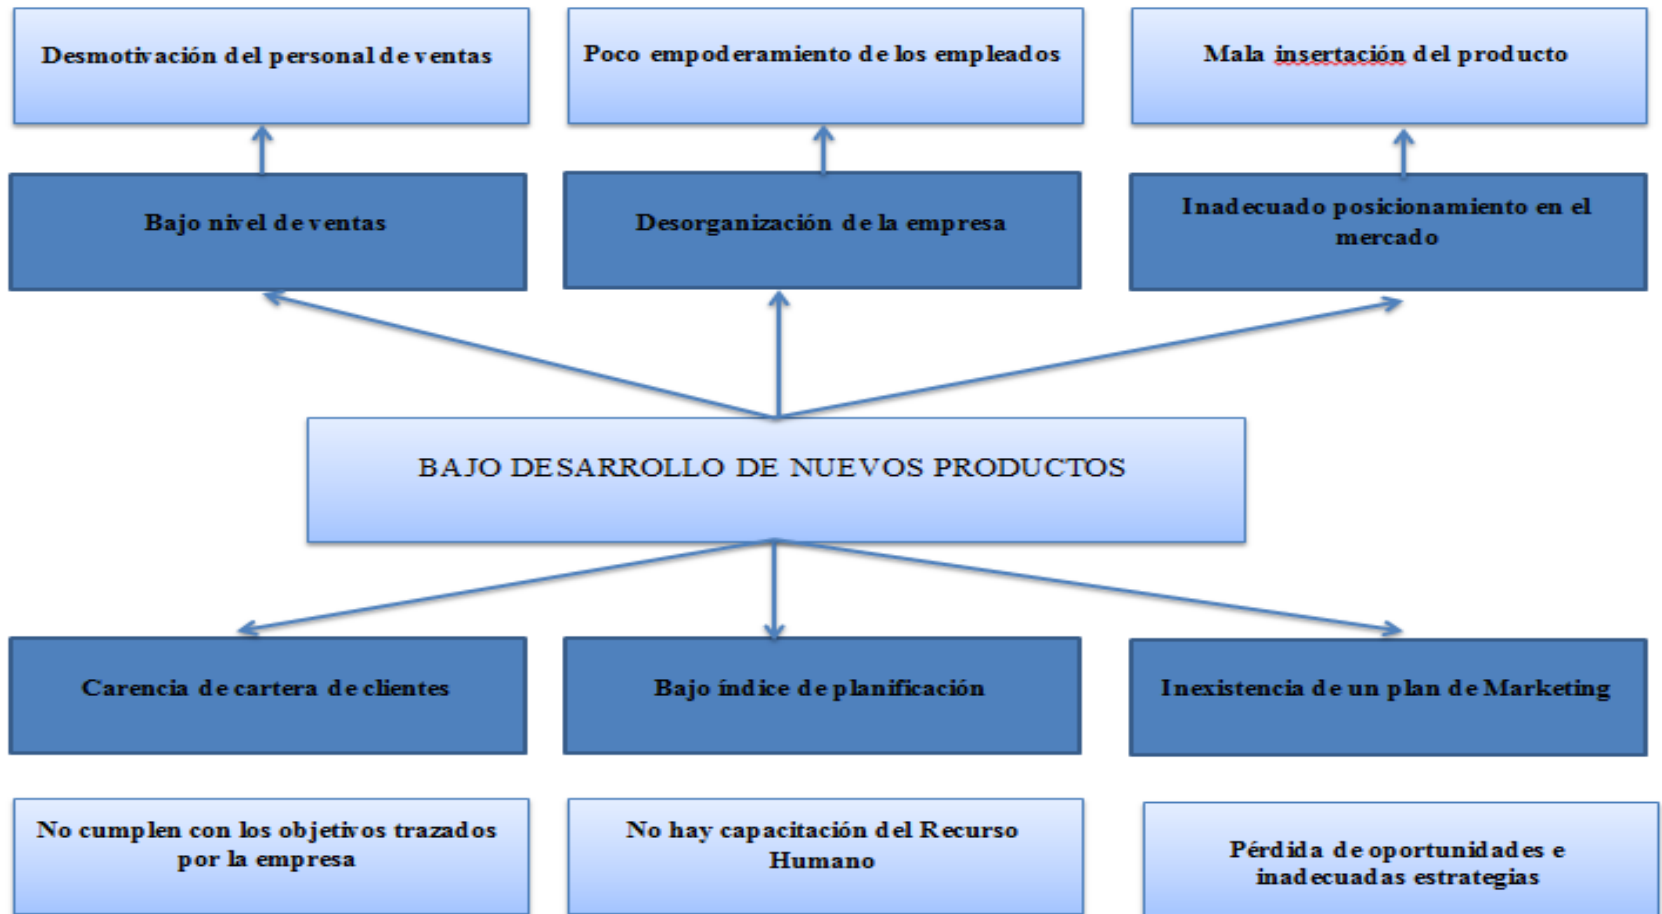 Desmotivación del personal de ventas
Poco empoderamiento de los empleados
Mala insertación del producto
Bajo nivel de ventas
Desorganización de la empresa
Inadecuado posicionamiento en el
mercado
BAJO DESARROLLO DE NUEVOS PRODUCTOS
Carencia de cartera de clientes
Bajo índice de planificación
Inexistencia de un plan de Marketing
No cumplen con los objetivos trazados
por la empresa
No hay capacitación del Recurso
Humano
Pérdida de oportunidades e
inadecuadas estrategias